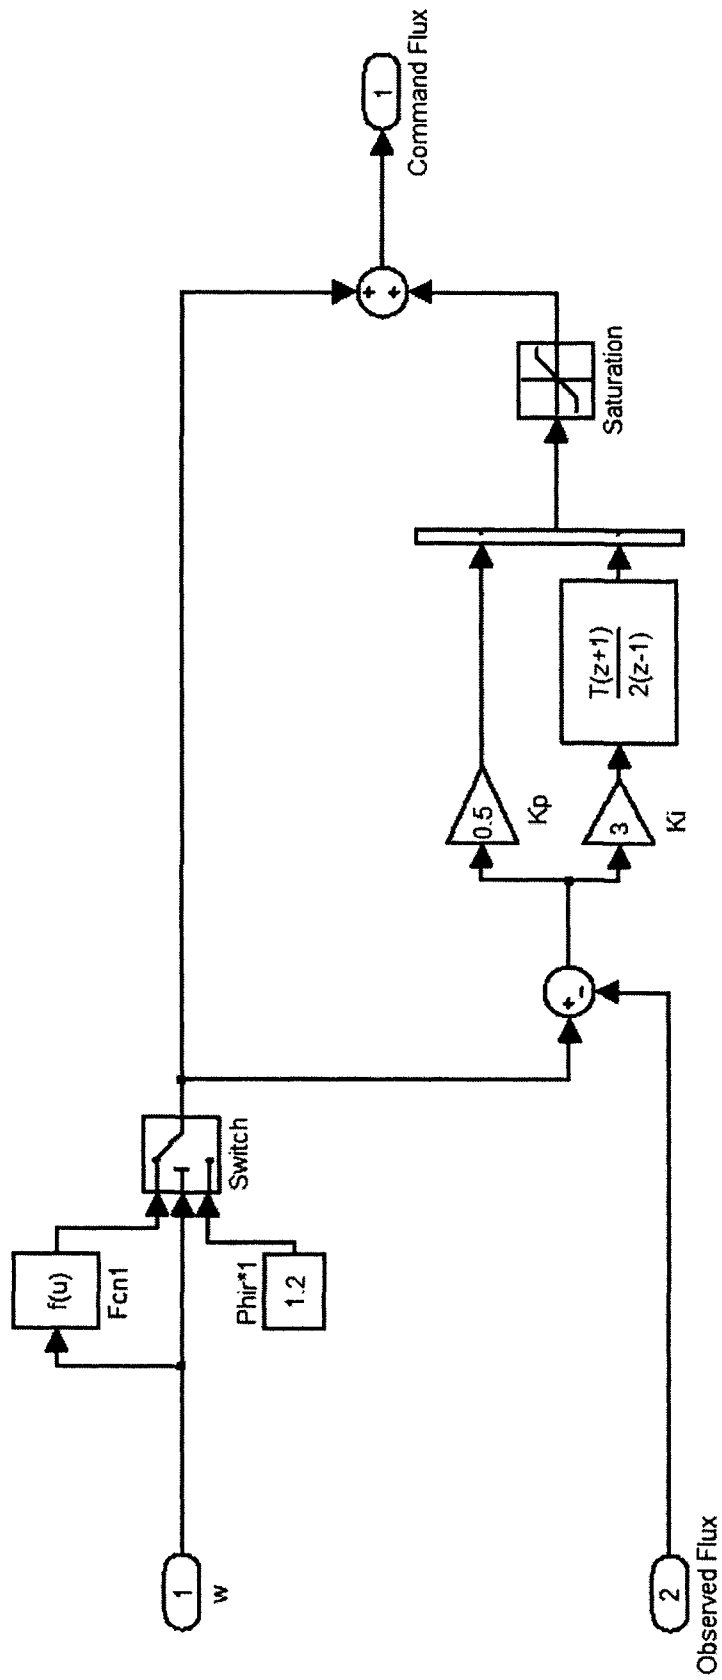 1
w
f(u)
Fcn1
Phir*1
1.2
Switch
2
Observed Flux
+
-
0.5
Kp
3
Ki
T(z+1)
2(z-1)
Saturation
+
+
1
Command Flux